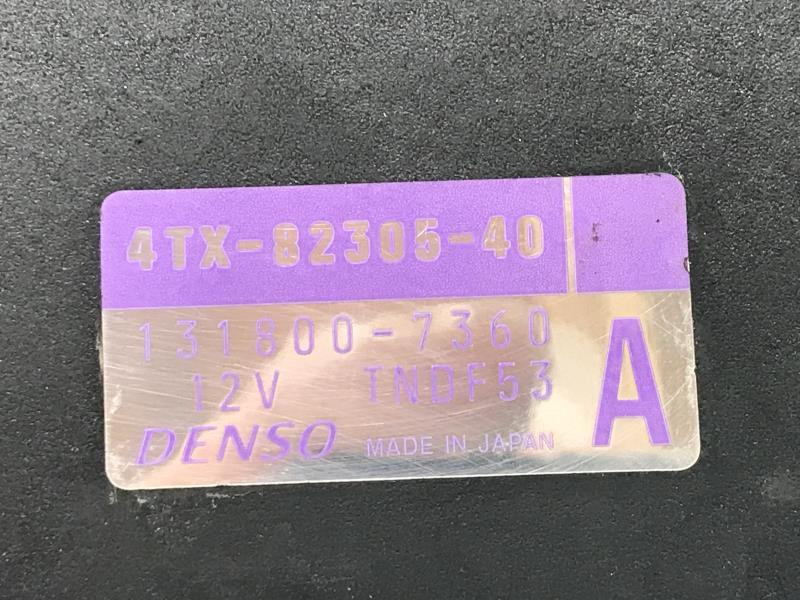 4TX-82305-40
131800-7360
12V TNDF53
DENSO MADE IN JAPAN
A